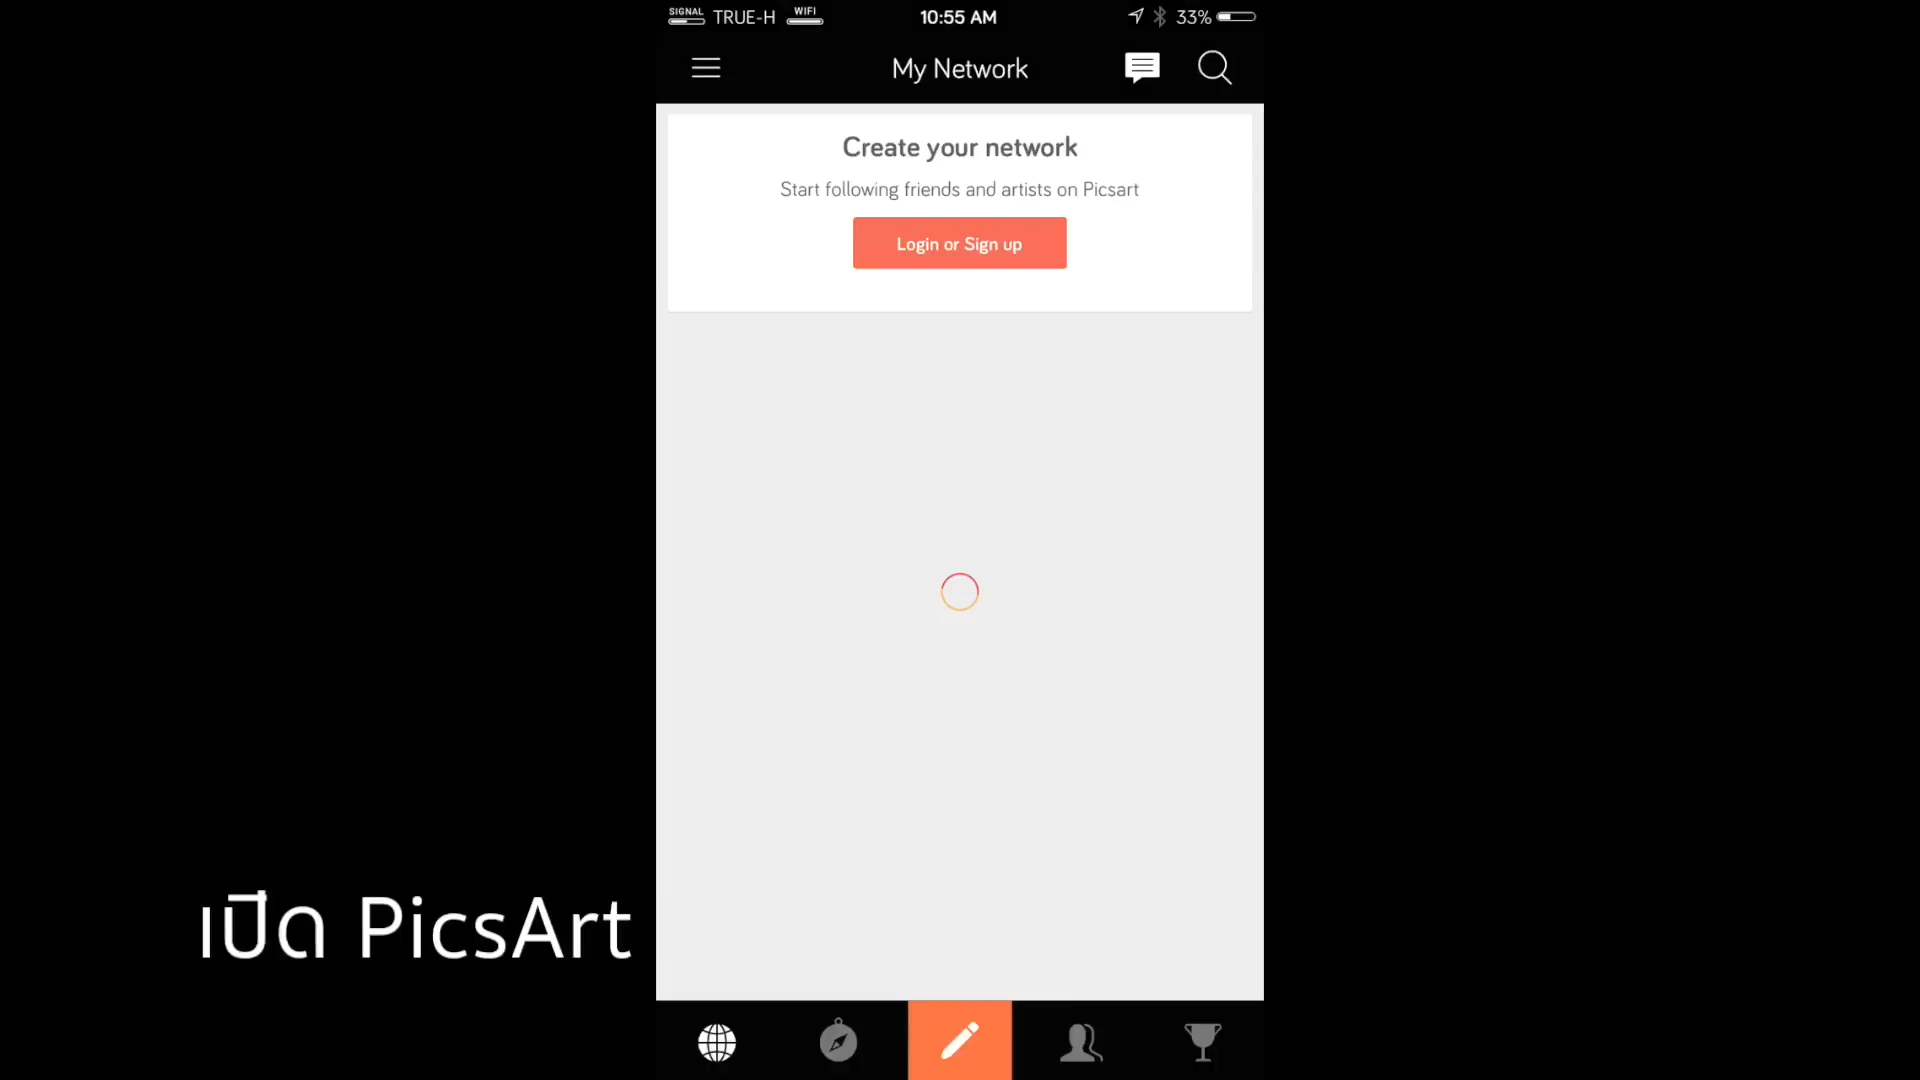 SIGNAL TRUE-H WIFI 10:55 AM 33%
My Network
Create your network
Start following friends and artists on Picsart
Login or Sign up
เปิด PicsArt